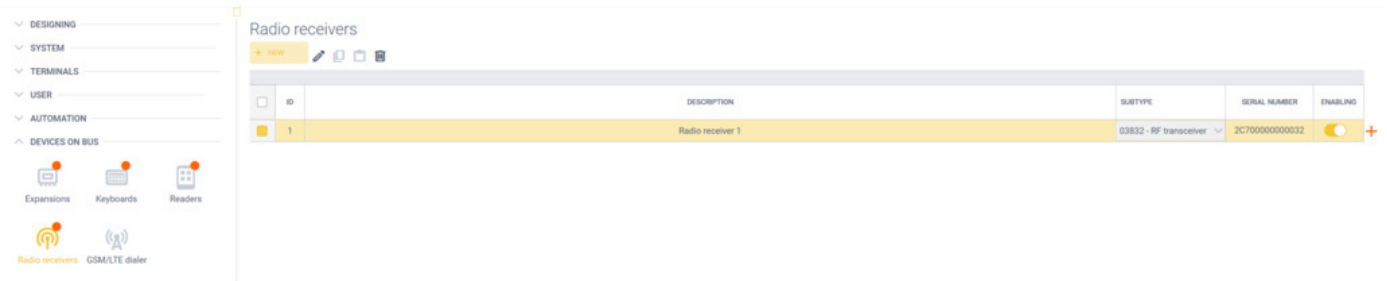 DESIGNING
SYSTEM
TERMINALS
USER
AUTOMATION
DEVICES ON BUS
Expansions Keyboards Readers
Radio receivers GSM/LTE dialer
Radio receivers
+ NEW
ID DESCRIPTION SUBTYPE SERIAL NUMBER ENABLING
1 Radio receiver 1 03832 - RF transceiver 2C700000000032